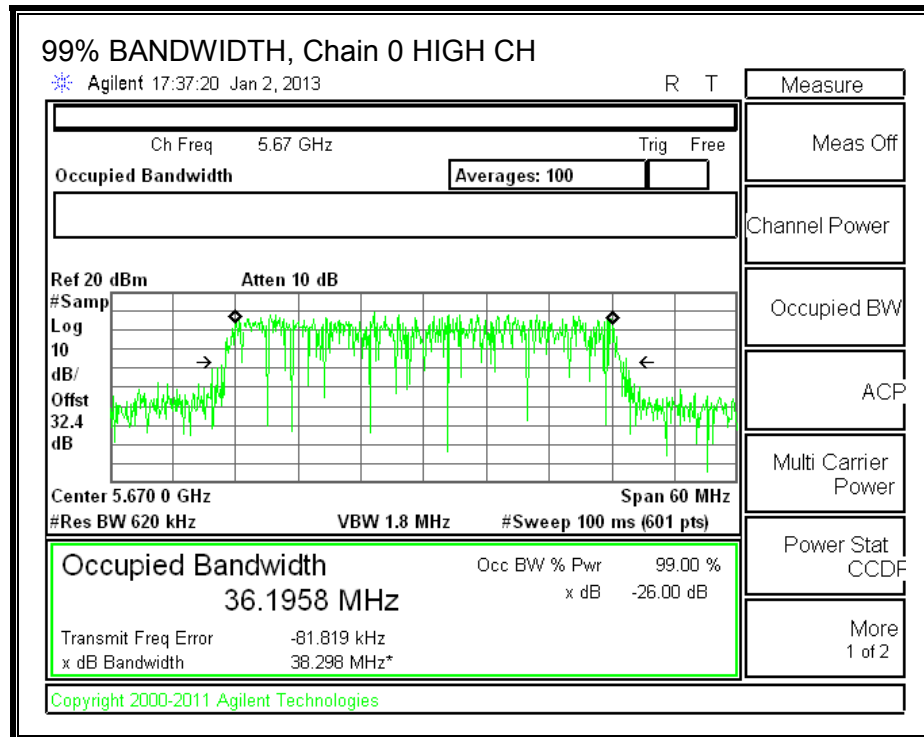 99% BANDWIDTH, Chain 0 HIGH CH
Agilent 17:37:20 Jan 2, 2013 R T
Measure
Ch Freq 5.67 GHz Trig Free
Meas Off
Occupied Bandwidth Averages: 100
Channel Power
Ref 20 dBm Atten 10 dB
#Samp
Log
10
dB/
Offst
32.4
dB
Occupied BW
ACP
Multi Carrier
Power
Center 5.670 0 GHz Span 60 MHz
#Res BW 620 kHz VBW 1.8 MHz #Sweep 100 ms (601 pts)
Power Stat
CCDF
Occupied Bandwidth Occ BW % Pwr 99.00 %
36.1958 MHz x dB -26.00 dB
Transmit Freq Error -81.819 kHz
x dB Bandwidth 38.298 MHz*
More
1 of 2
Copyright 2000-2011 Agilent Technologies